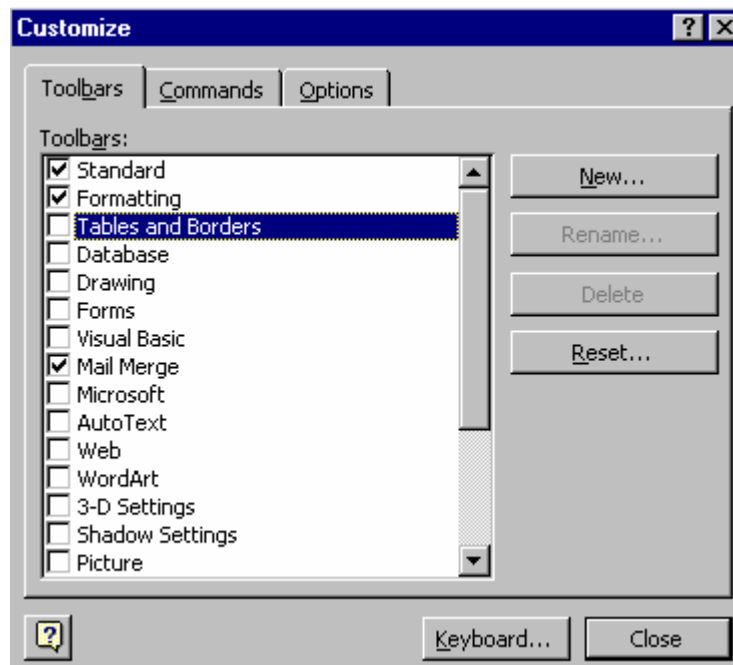 Customize
Toolbars Commands Options
Toolbars:
Standard
Formatting
Tables and Borders
Database
Drawing
Forms
Visual Basic
Mail Merge
Microsoft
AutoText
Web
WordArt
3-D Settings
Shadow Settings
Picture
New...
Rename...
Delete
Reset...
Keyboard... Close